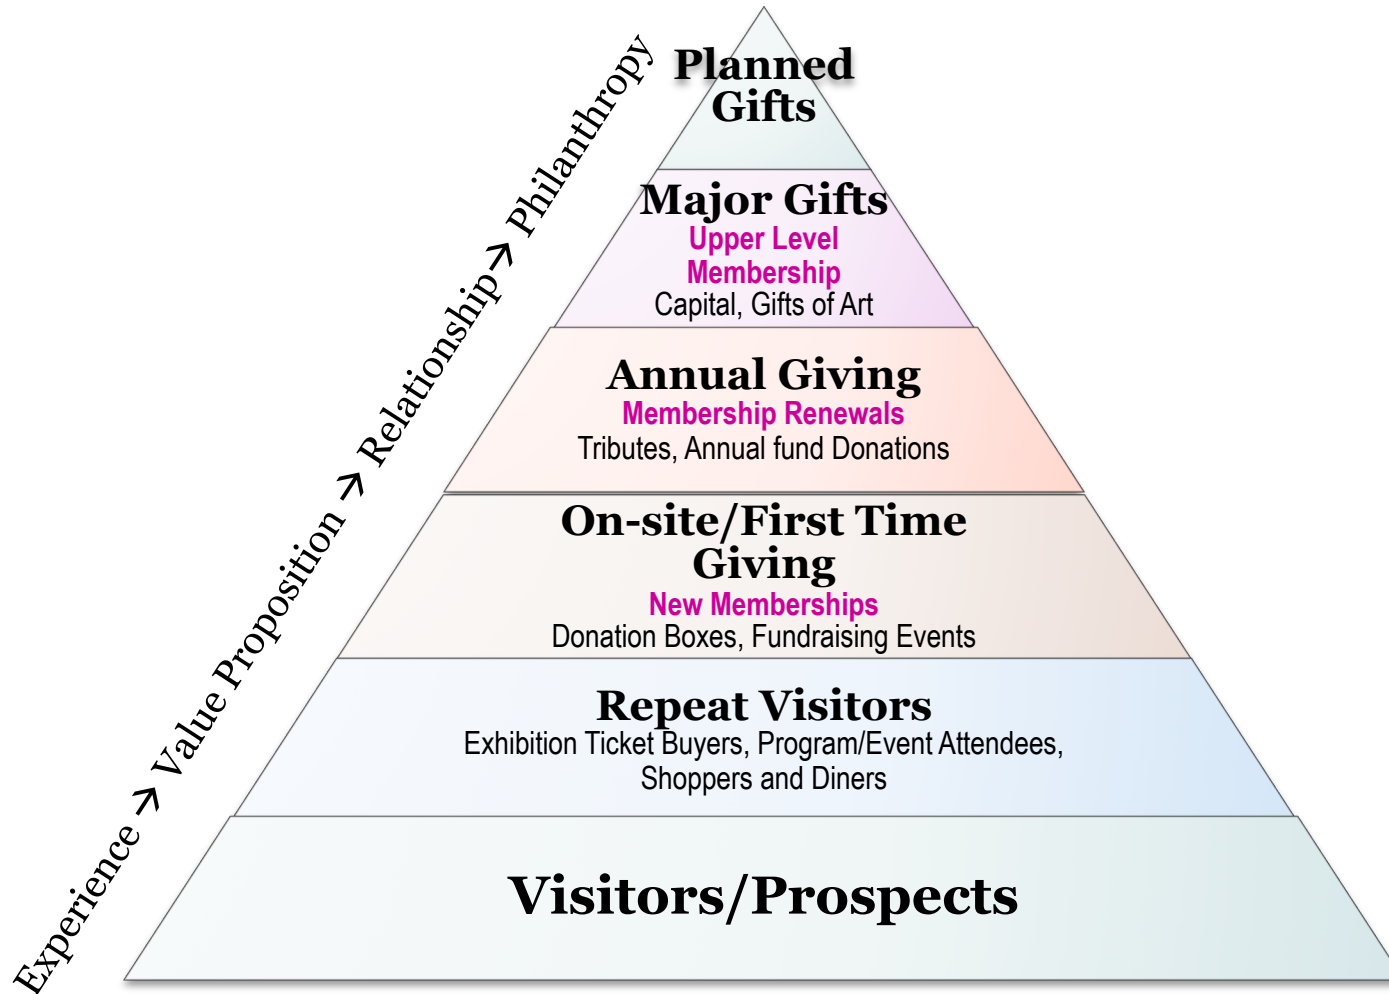 Planned
Gifts
Major Gifts
Upper Level
Membership
Capital, Gifts of Art
Annual Giving
Membership Renewals
Tributes, Annual fund Donations
On-site/First Time
Giving
New Memberships
Donation Boxes, Fundraising Events
Repeat Visitors
Exhibition Ticket Buyers, Program/Event Attendees,
Shoppers and Diners
Visitors/Prospects
Experience → Value Proposition → Relationship→ Philanthropy